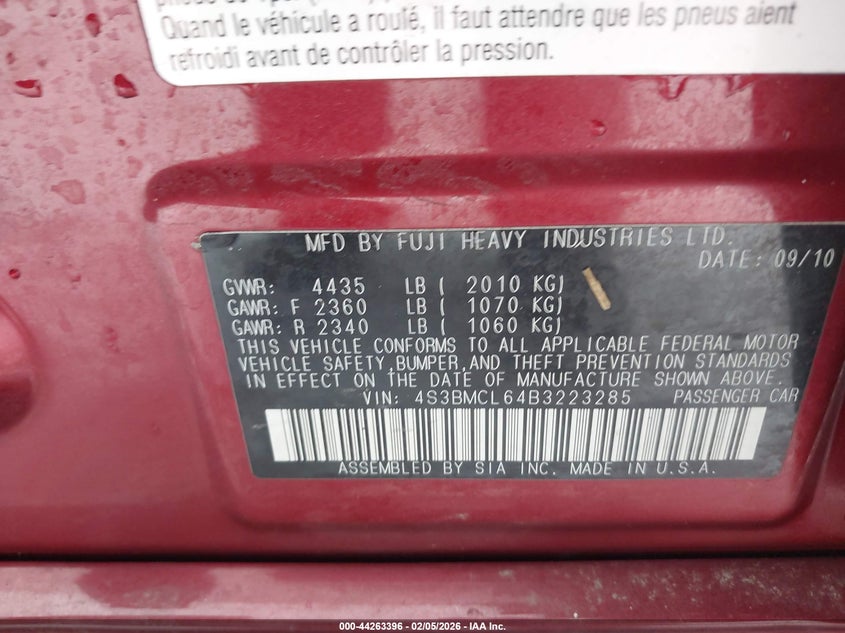 Quand le véhicule a roulé, il faut attendre que les pneus aient
refroidi avant de contrôler la pression.
MFD BY FUJI HEAVY INDUSTRIES LTD.
DATE: 09/10
GVWR: 4435 LB ( 2010 KG)
GAWR: F 2360 LB ( 1070 KG)
GAWR: R 2340 LB ( 1060 KG)
THIS VEHICLE CONFORMS TO ALL APPLICABLE FEDERAL MOTOR
VEHICLE SAFETY,BUMPER,AND THEFT PREVENTION STANDARDS
IN EFFECT ON THE DATE OF MANUFACTURE SHOWN ABOVE.
VIN: 4S3BMCL64B3223285 PASSENGER CAR
ASSEMBLED BY SIA INC. MADE IN U.S.A.
000-44263396 - 02/05/2026 - IAA Inc.